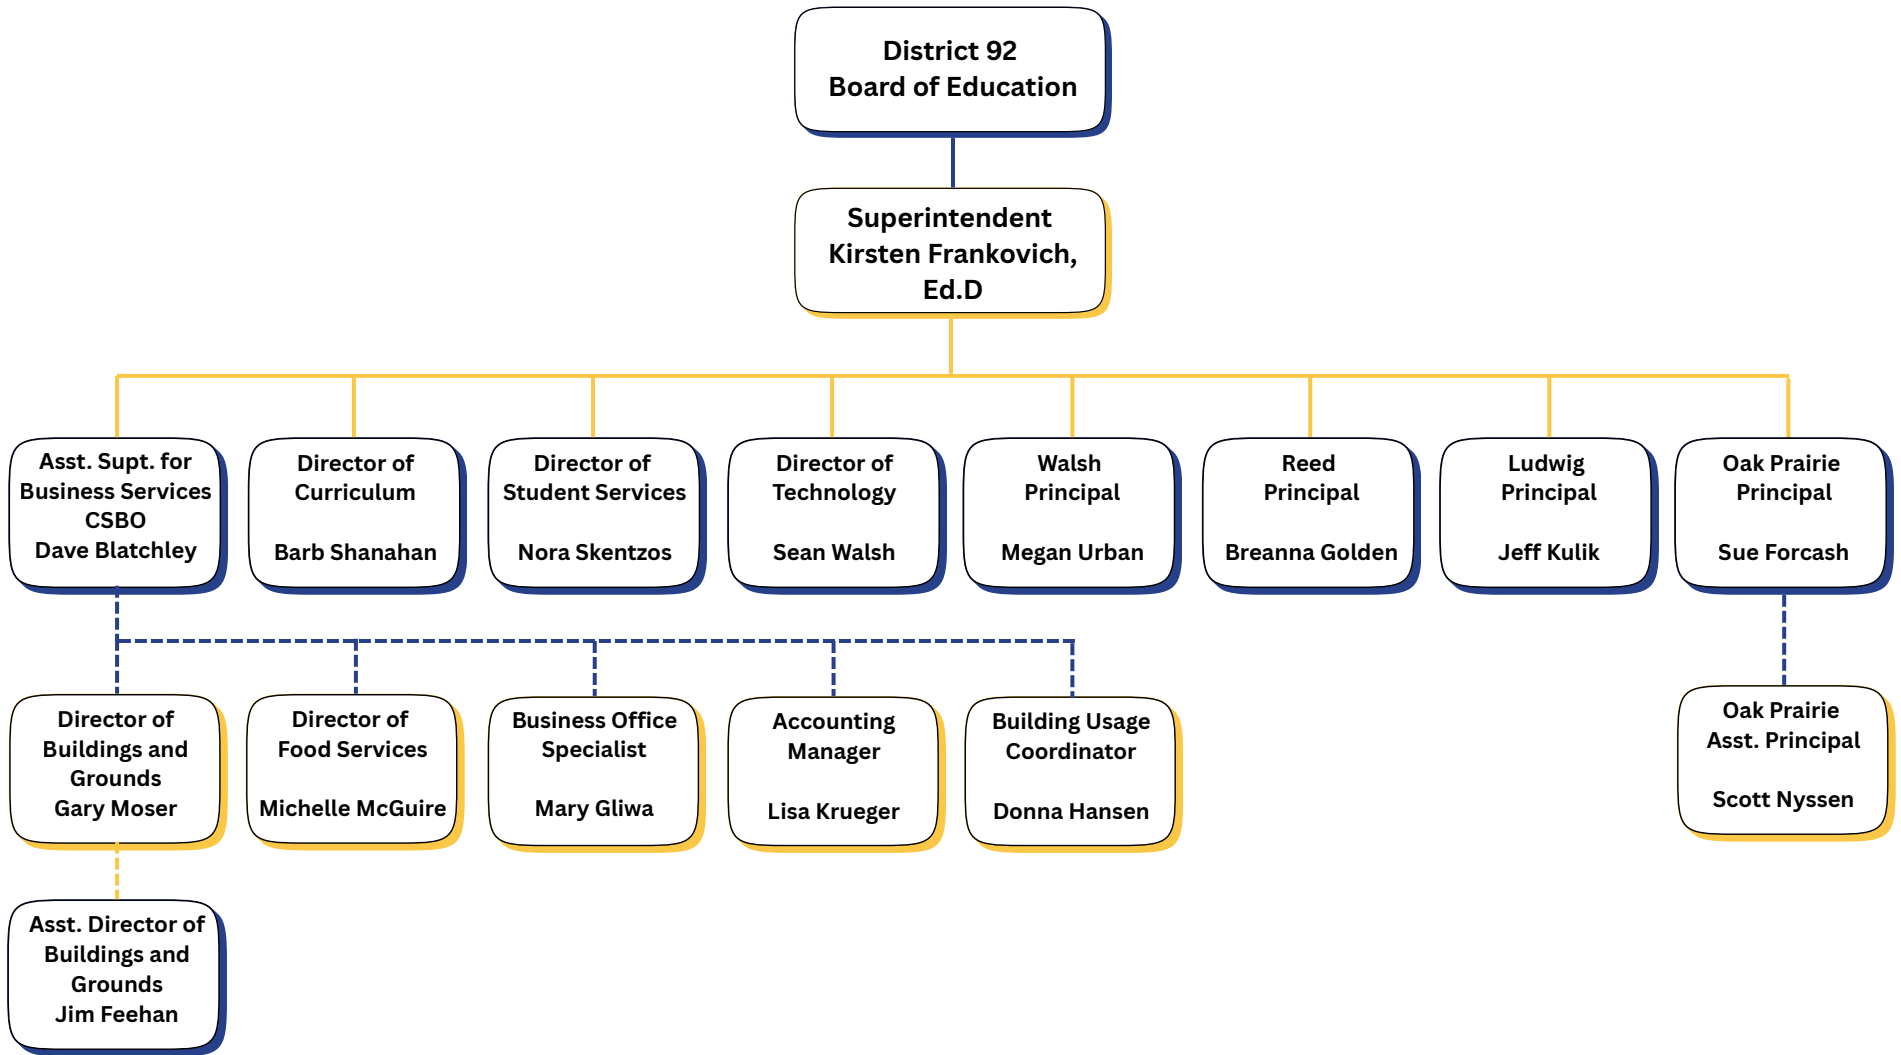 District 92
Board of Education
Superintendent
Kirsten Frankovich,
Ed.D
Asst. Supt. for
Business Services
CSBO
Dave Blatchley
Director of
Curriculum
Barb Shanahan
Director of
Student Services
Nora Skentzos
Director of
Technology
Sean Walsh
Walsh
Principal
Megan Urban
Reed
Principal
Breanna Golden
Ludwig
Principal
Jeff Kulik
Oak Prairie
Principal
Sue Forcash
Director of
Buildings and
Grounds
Gary Moser
Director of
Food Services
Michelle McGuire
Business Office
Specialist
Mary Gliwa
Accounting
Manager
Lisa Krueger
Building Usage
Coordinator
Donna Hansen
Oak Prairie
Asst. Principal
Scott Nyssen
Asst. Director of
Buildings and
Grounds
Jim Feehan